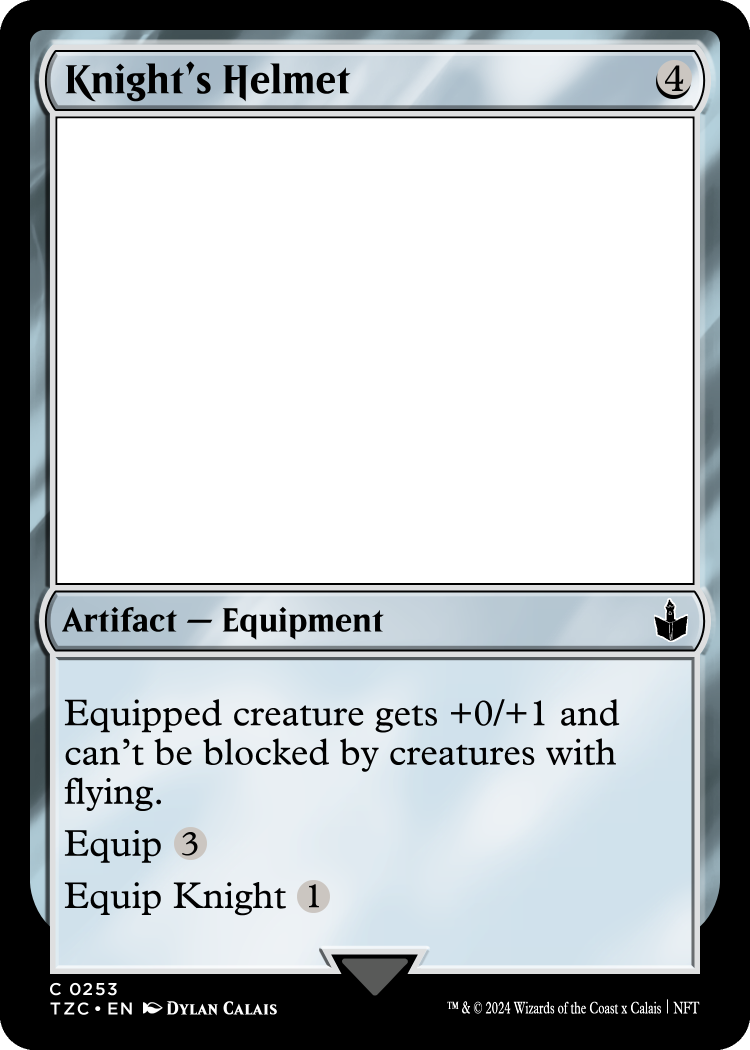 Knight's Helmet 4
Artifact — Equipment
Equipped creature gets +0/+1 and
can't be blocked by creatures with
flying.
Equip 3
Equip Knight 1
C 0253
TZC • EN Dylan Calais
™ & © 2024 Wizards of the Coast x Calais | NFT